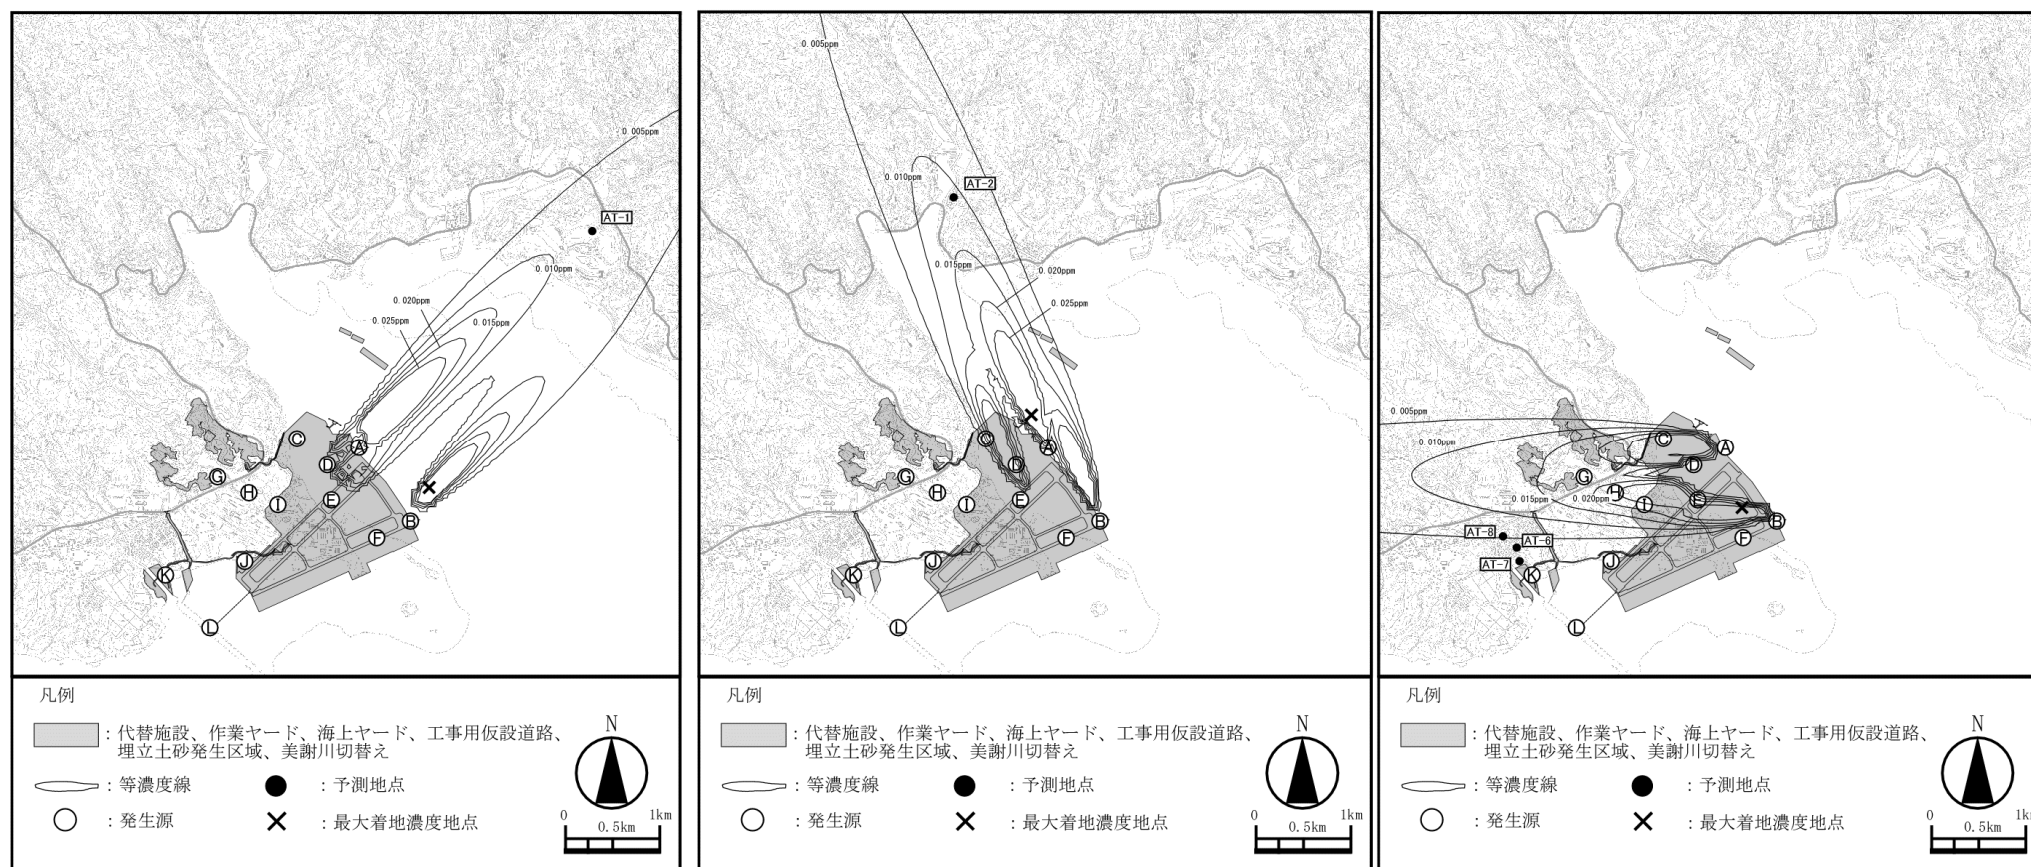 0.005ppm
AT-1
0.010ppm
0.020ppm
0.015ppm
0.025ppm
C
A
D
G
H
I
E
B
F
J
K
L
凡例
:代替施設、作業ヤード、海上ヤード、工事用仮設道路、
埋立土砂発生区域、美謝川切替え
:等濃度線
:予測地点
:発生源
:最大着地濃度地点
N
0
1km
0.5km
0.005ppm
0.010ppm
AT-2
0.015ppm
0.020ppm
0.025ppm
C
A
D
G
H
I
E
B
F
J
K
L
凡例
:代替施設、作業ヤード、海上ヤード、工事用仮設道路、
埋立土砂発生区域、美謝川切替え
:等濃度線
:予測地点
:発生源
:最大着地濃度地点
N
0
1km
0.5km
0.005ppm
0.010ppm
C
A
D
G
H
I
E
0.015ppm
0.020ppm
B
F
AT-8
AT-6
AT-7
J
K
L
凡例
:代替施設、作業ヤード、海上ヤード、工事用仮設道路、
埋立土砂発生区域、美謝川切替え
:等濃度線
:予測地点
:発生源
:最大着地濃度地点
N
0
1km
0.5km